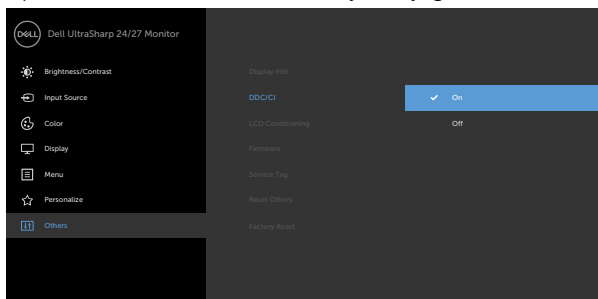 DELL
Dell UltraSharp 24/27 Monitor
Brightness/Contrast
Display Info
Input Source
DDC/CI
✓ On
Color
LCD Conditioning
Off
Display
Firmware
Menu
Service Tag
Personalize
Reset Others
Others
Factory Reset